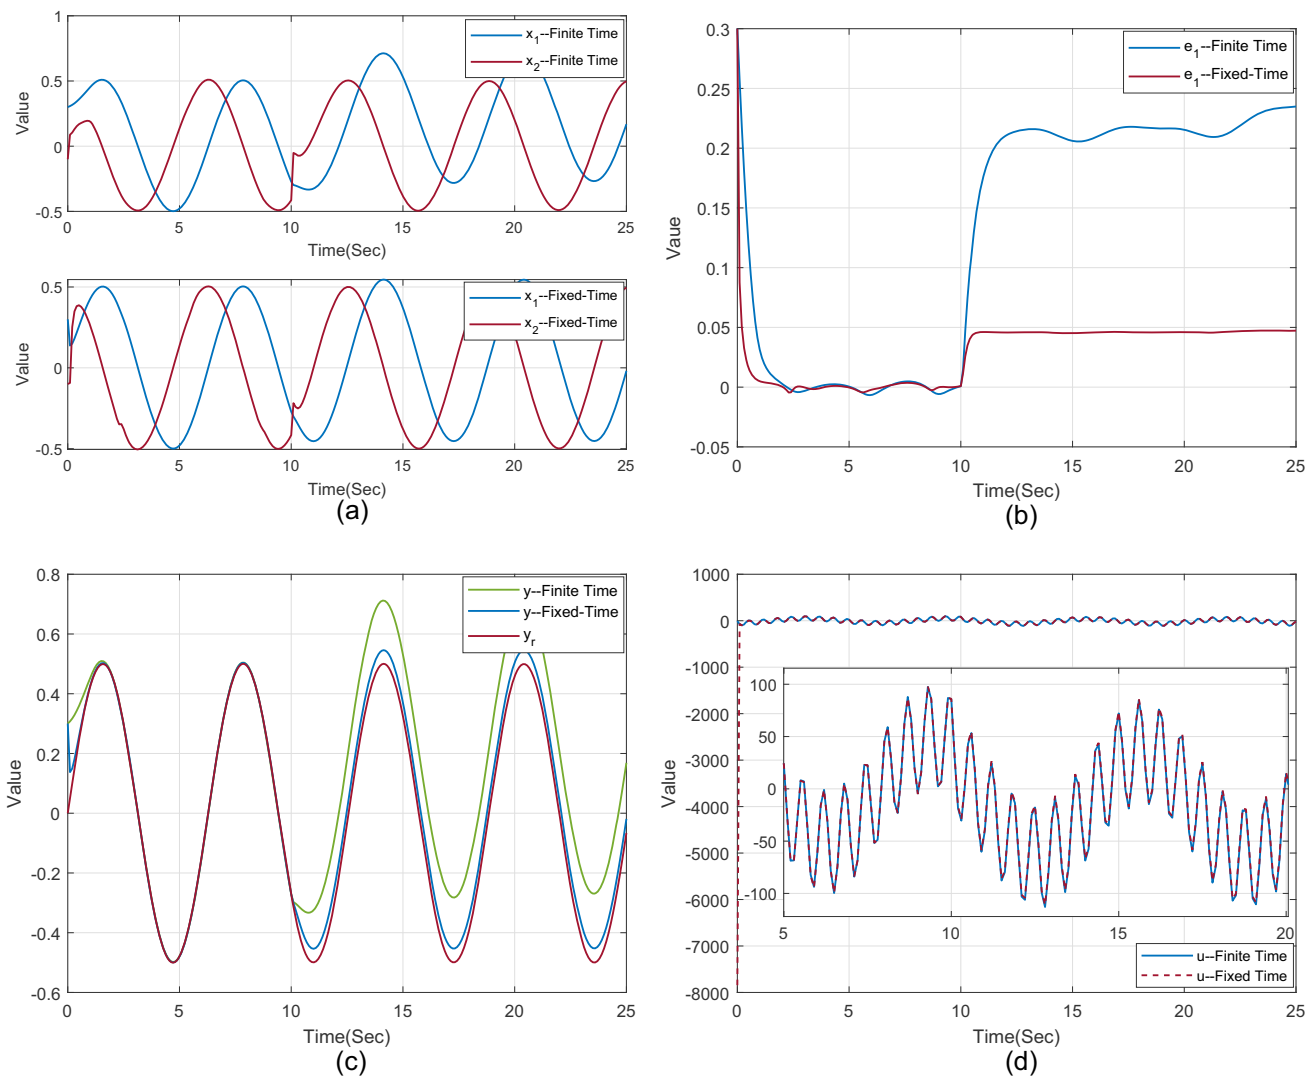 1
0.5
0
-0.5
Value
0
5
10
15
20
25
Time(Sec)
x1--Finite Time
x2--Finite Time
0.5
0
-0.5
Value
0
5
10
15
20
25
Time(Sec)
x1--Fixed-Time
x2--Fixed-Time
(a)
0.3
0.25
0.2
0.15
0.1
0.05
0
-0.05
Vaue
0
5
10
15
20
25
Time(Sec)
e1--Finite Time
e1--Fixed-Time
(b)
0.8
0.6
0.4
0.2
0
-0.2
-0.4
-0.6
Value
0
5
10
15
20
25
Time(Sec)
y--Finite Time
y--Fixed-Time
yr
(c)
1000
0
-1000
-2000
-3000
-4000
-5000
-6000
-7000
-8000
Value
100
50
0
-50
-100
5
10
15
20
u--Finite Time
u--Fixed Time
0
5
10
15
20
25
Time(Sec)
(d)